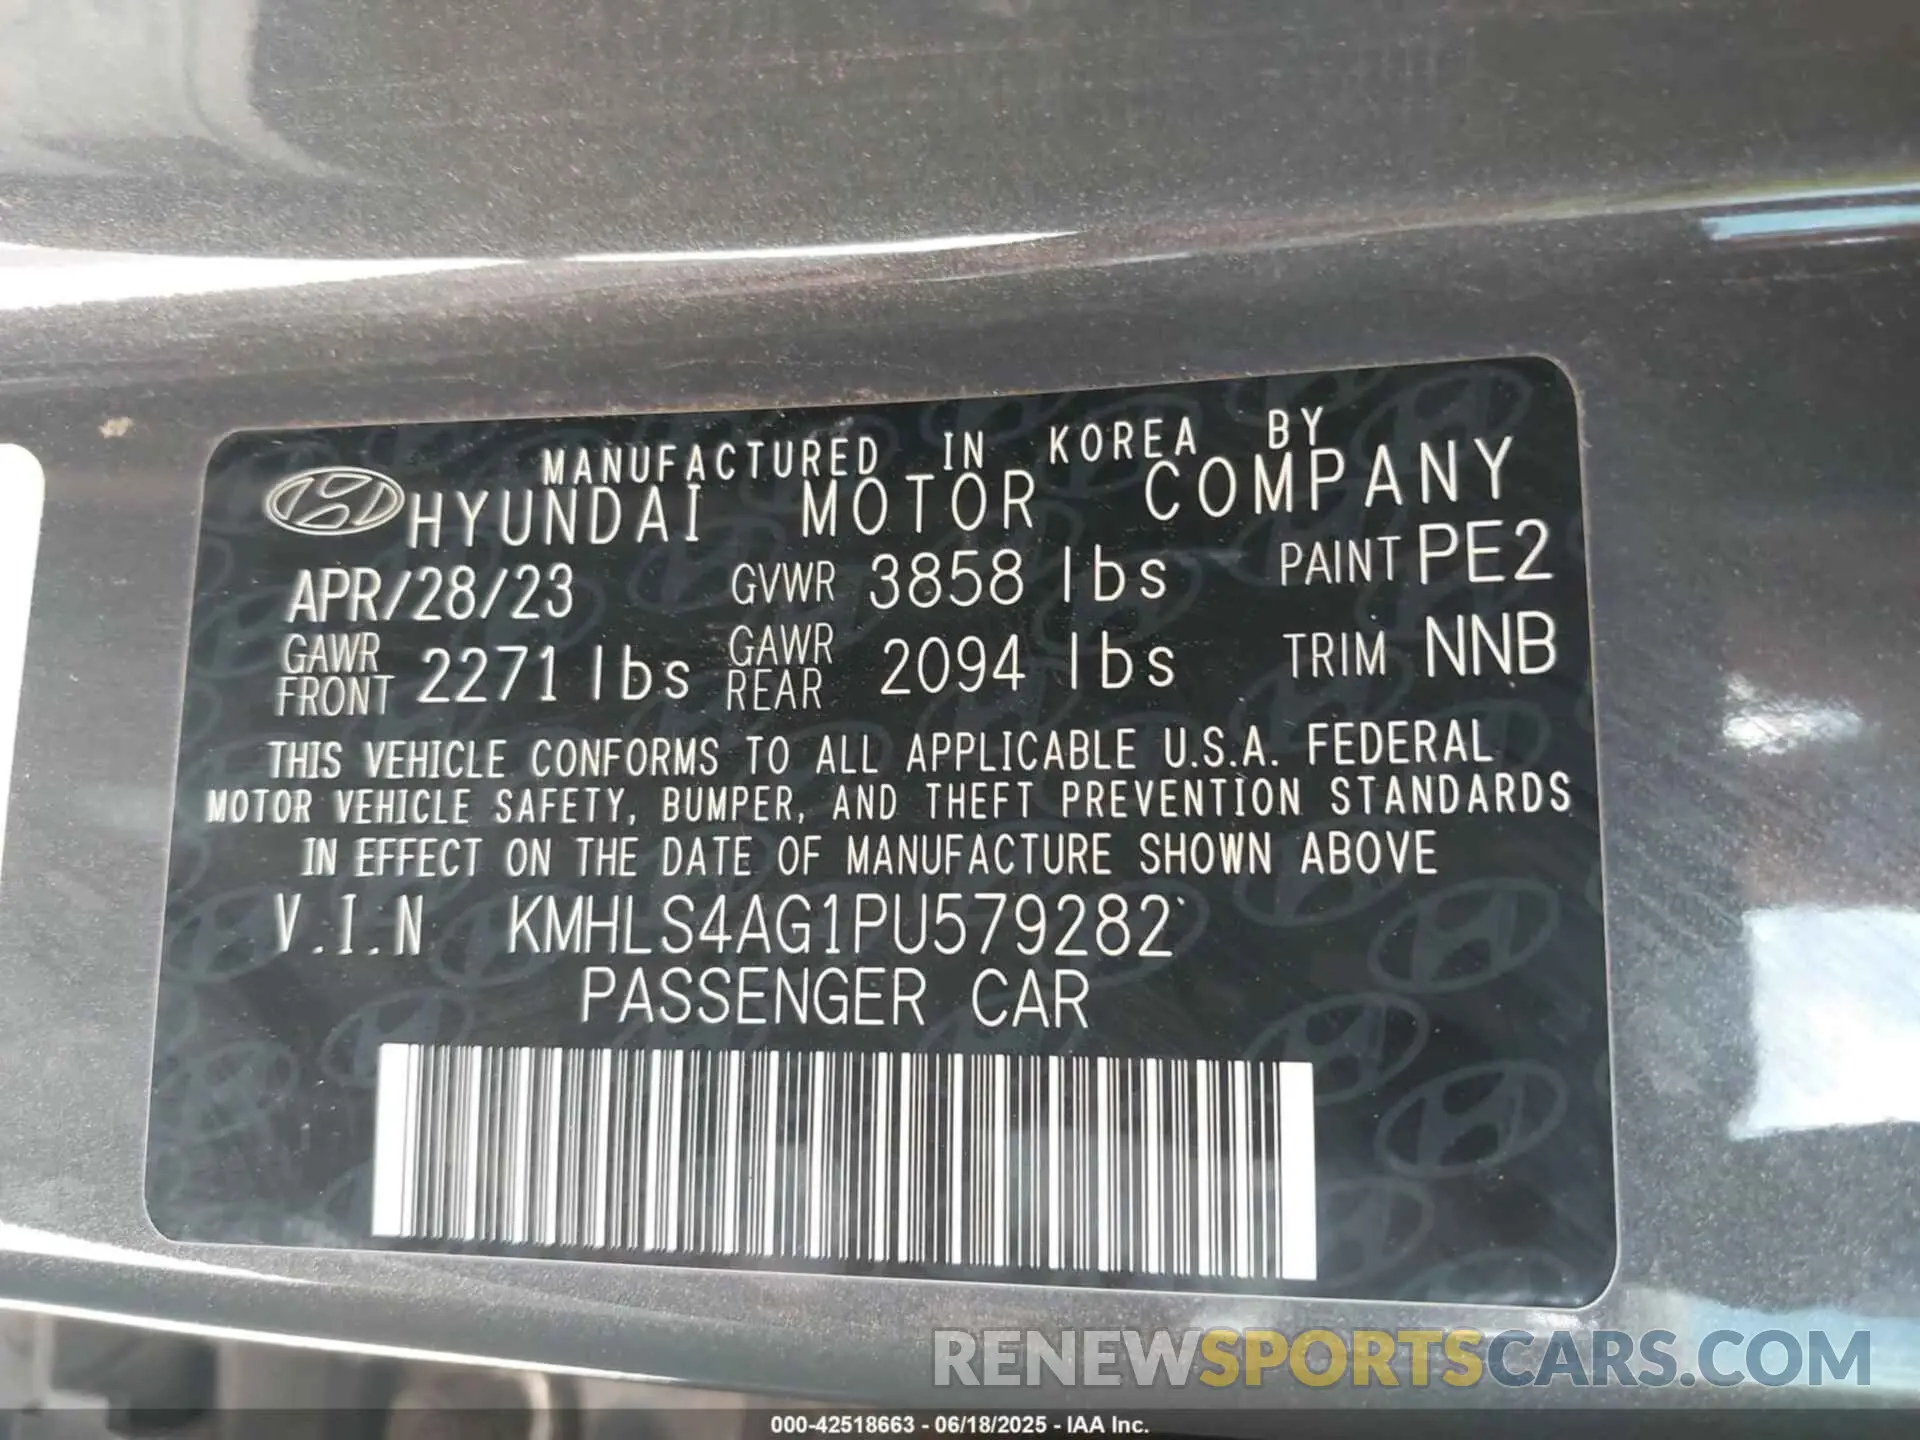 MANUFACTURED IN KOREA BY
HYUNDAI MOTOR COMPANY
APR/28/23 GVWR 3858 lbs PAINT PE2
GAWR FRONT 2271 lbs GAWR REAR 2094 lbs TRIM NNB
THIS VEHICLE CONFORMS TO ALL APPLICABLE U.S.A. FEDERAL
MOTOR VEHICLE SAFETY, BUMPER, AND THEFT PREVENTION STANDARDS
IN EFFECT ON THE DATE OF MANUFACTURE SHOWN ABOVE
V.I.N KMHLS4AG1PU579282
PASSENGER CAR
RENEWSPORTSCARS.COM
000-42518663 - 06/18/2025 - IAA Inc.